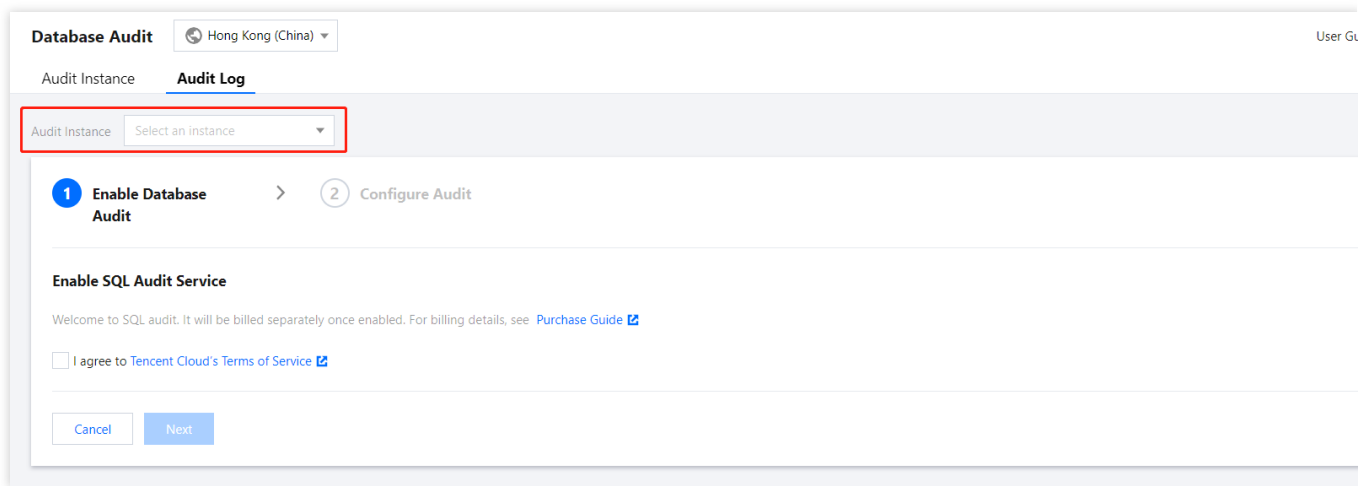 Database Audit Hong Kong (China) User Gu
Audit Instance Audit Log
Audit Instance Select an instance
1 Enable Database Audit 2 Configure Audit
Enable SQL Audit Service
Welcome to SQL audit. It will be billed separately once enabled. For billing details, see Purchase Guide
I agree to Tencent Cloud's Terms of Service
Cancel Next